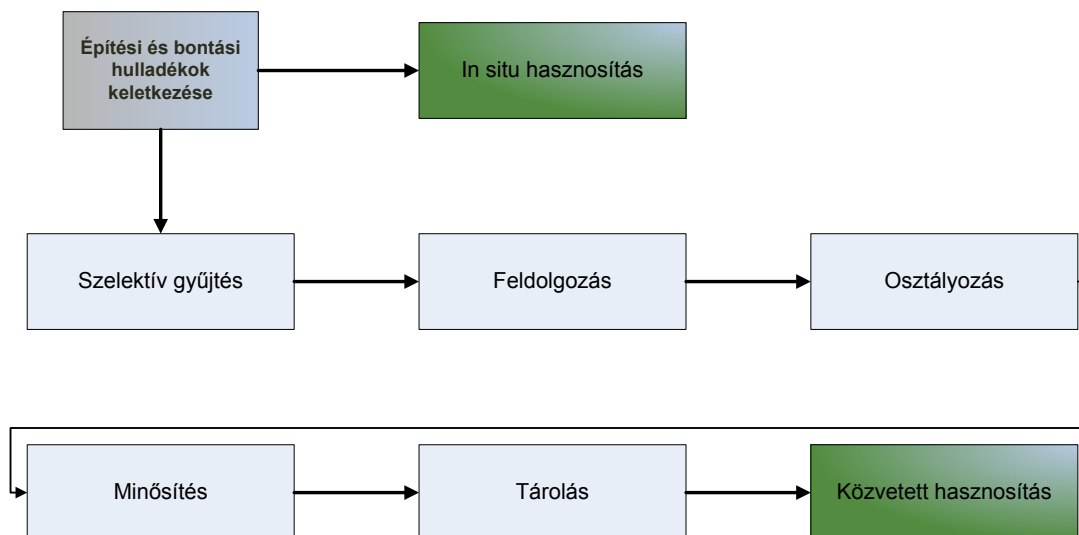 Építési és bontási
hulladékok
keletkezése
In situ hasznosítás
Szelektív gyűjtés
Feldolgozás
Osztályozás
Minősítés
Tárolás
Közvetett hasznosítás